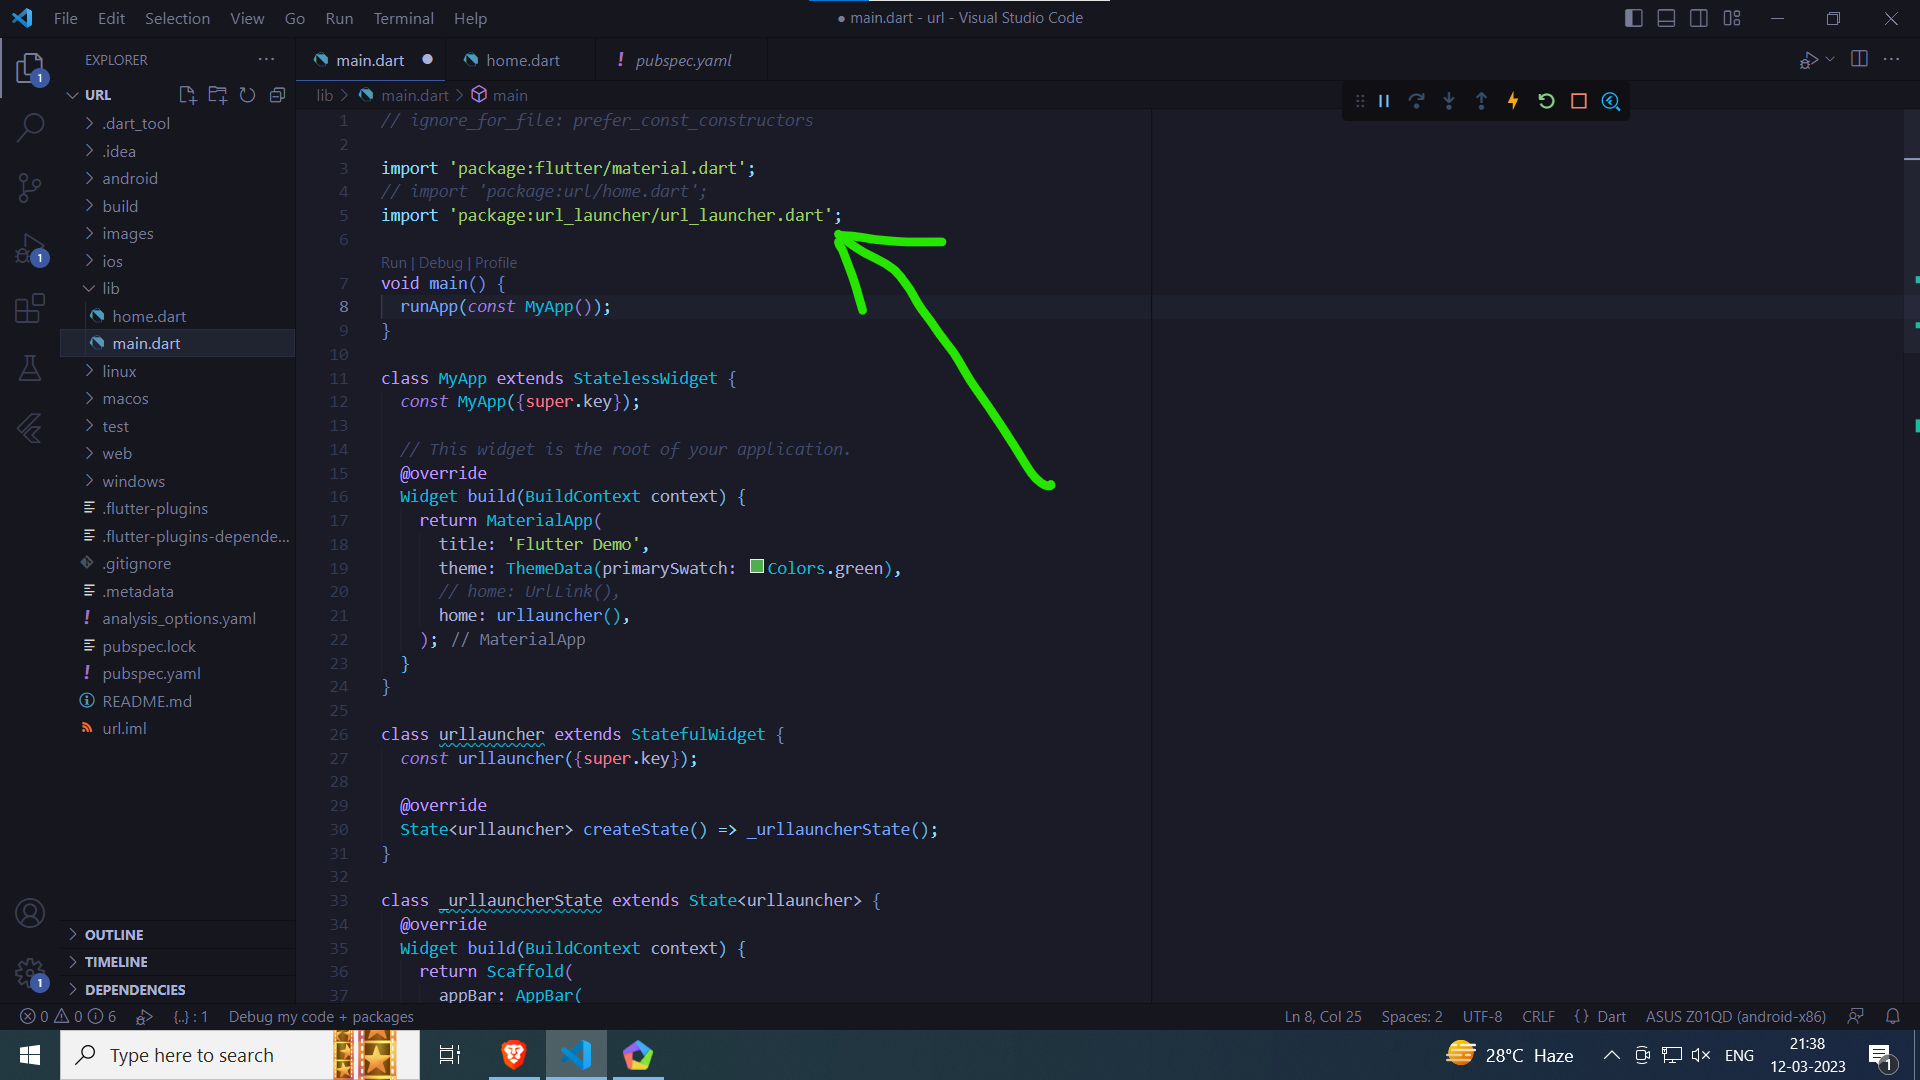 File Edit Selection View Go Run Terminal Help
● main.dart - url - Visual Studio Code
EXPLORER
main.dart
home.dart
! pubspec.yaml
URL
lib > main.dart > main
.dart_tool
.idea
android
build
images
ios
lib
home.dart
main.dart
linux
macos
test
web
windows
.flutter-plugins
.flutter-plugins-depende...
.gitignore
.metadata
! analysis_options.yaml
pubspec.lock
! pubspec.yaml
README.md
url.iml
OUTLINE
TIMELINE
DEPENDENCIES
1
1
1
1 // ignore_for_file: prefer_const_constructors
2
3 import 'package:flutter/material.dart';
4 // import 'package:url/home.dart';
5 import 'package:url_launcher/url_launcher.dart';
6
Run | Debug | Profile
7 void main() {
8 runApp(const MyApp());
9 }
10
11 class MyApp extends StatelessWidget {
12 const MyApp({super.key});
13
14 // This widget is the root of your application.
15 @override
16 Widget build(BuildContext context) {
17 return MaterialApp(
18 title: 'Flutter Demo',
19 theme: ThemeData(primarySwatch: Colors.green),
20 // home: UrlLink(),
21 home: urllauncher(),
22 ); // MaterialApp
23 }
24 }
25
26 class urllauncher extends StatefulWidget {
27 const urllauncher({super.key});
28
29 @override
30 State<urllauncher> createState() => _urllauncherState();
31 }
32
33 class _urllauncherState extends State<urllauncher> {
34 @override
35 Widget build(BuildContext context) {
36 return Scaffold(
37 appBar: AppBar(
0 0 6 {..} : 1 Debug my code + packages
Ln 8, Col 25 Spaces: 2 UTF-8 CRLF {} Dart ASUS Z01QD (android-x86)
Type here to search
28°C Haze
ENG
21:38
12-03-2023
1